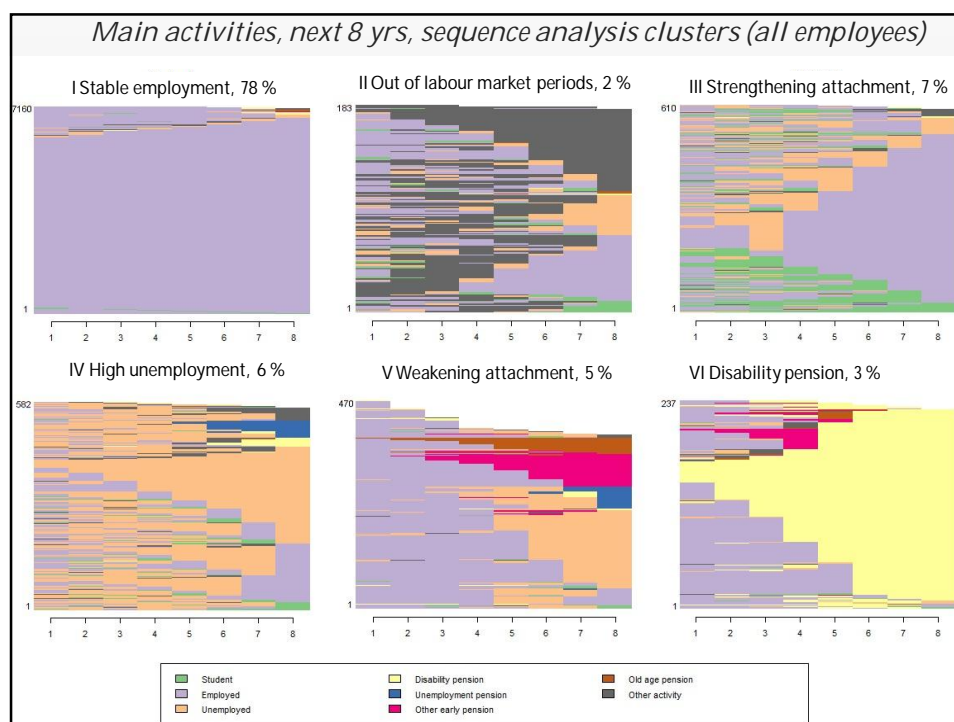 Main activities, next 8 yrs, sequence analysis clusters (all employees)
I Stable employment, 78 %
II Out of labour market periods, 2 %
III Strengthening attachment, 7 %
7160
183
610
1
1
1
1 2 3 4 5 6 7 8
1 2 3 4 5 6 7 8
1 2 3 4 5 6 7 8
IV High unemployment, 6 %
V Weakening attachment, 5 %
VI Disability pension, 3 %
582
470
237
1
1
1
1 2 3 4 5 6 7 8
1 2 3 4 5 6 7 8
1 2 3 4 5 6 7 8
Student
Employed
Unemployed
Disability pension
Unemployment pension
Other early pension
Old age pension
Other activity